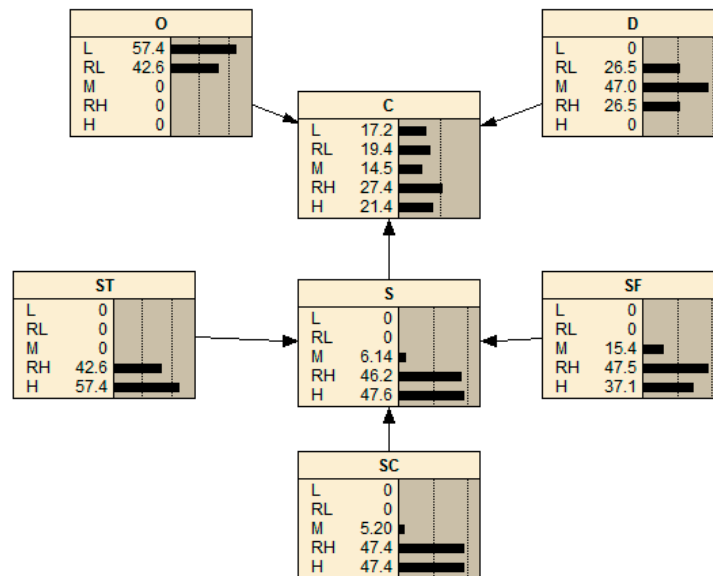 O
L 57.4
RL 42.6
M 0
RH 0
H 0
D
L 0
RL 26.5
M 47.0
RH 26.5
H 0
C
L 17.2
RL 19.4
M 14.5
RH 27.4
H 21.4
ST
L 0
RL 0
M 0
RH 42.6
H 57.4
S
L 0
RL 0
M 6.14
RH 46.2
H 47.6
SF
L 0
RL 0
M 15.4
RH 47.5
H 37.1
SC
L 0
RL 0
M 5.20
RH 47.4
H 47.4